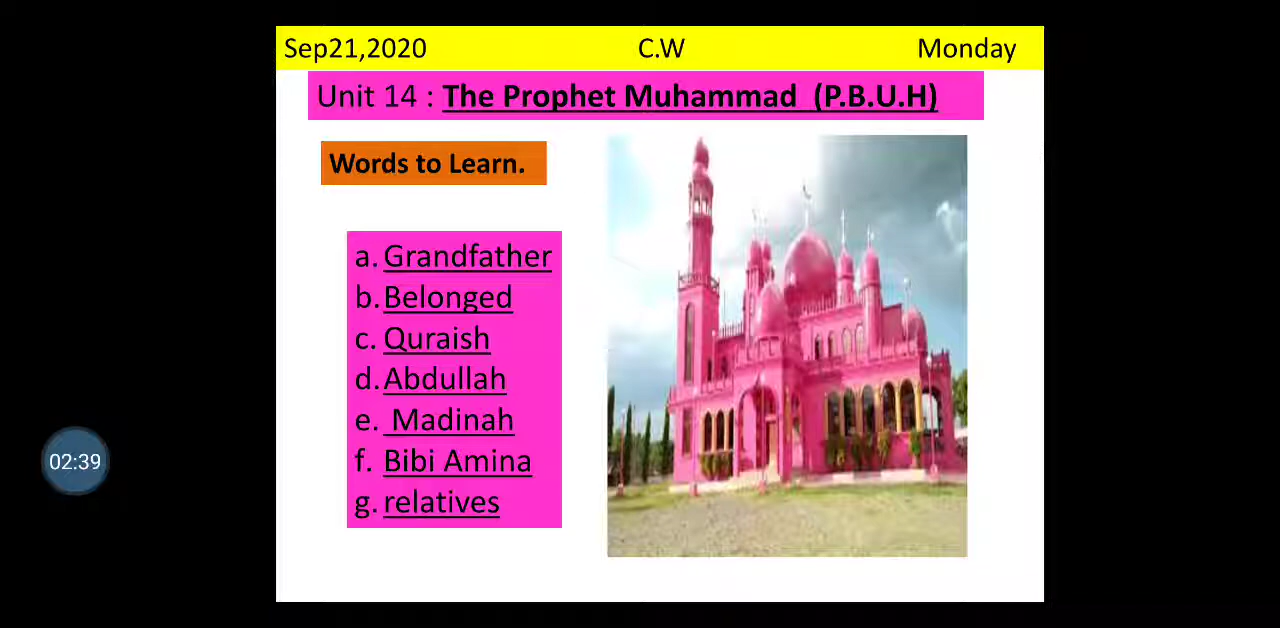 Sep21,2020 C.W Monday
Unit 14 : The Prophet Muhammad (P.B.U.H)
Words to Learn.
a. Grandfather
b. Belonged
c. Quraish
d. Abdullah
e. Madinah
f. Bibi Amina
g. relatives
02:39